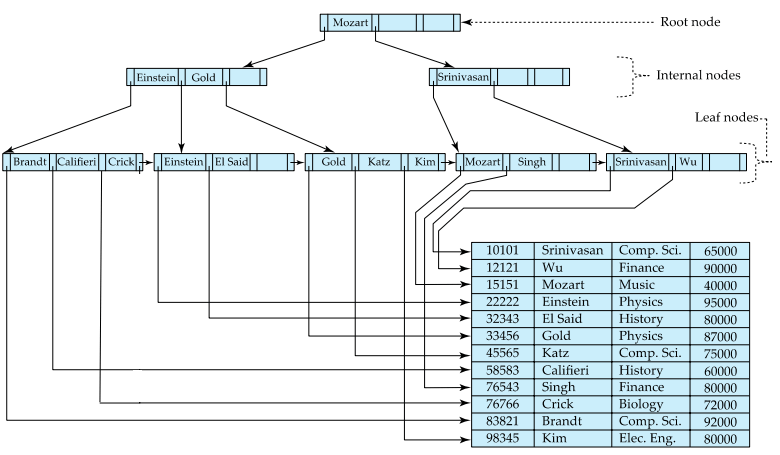 Mozart
Root node
Einstein Gold
Srinivasan
Internal nodes
Leaf nodes
Brandt Califieri Crick
Einstein El Said
Gold Katz Kim
Mozart Singh
Srinivasan Wu
10101 Srinivasan Comp. Sci. 65000
12121 Wu Finance 90000
15151 Mozart Music 40000
22222 Einstein Physics 95000
32343 El Said History 80000
33456 Gold Physics 87000
45565 Katz Comp. Sci. 75000
58583 Califieri History 60000
76543 Singh Finance 80000
76766 Crick Biology 72000
83821 Brandt Comp. Sci. 92000
98345 Kim Elec. Eng. 80000